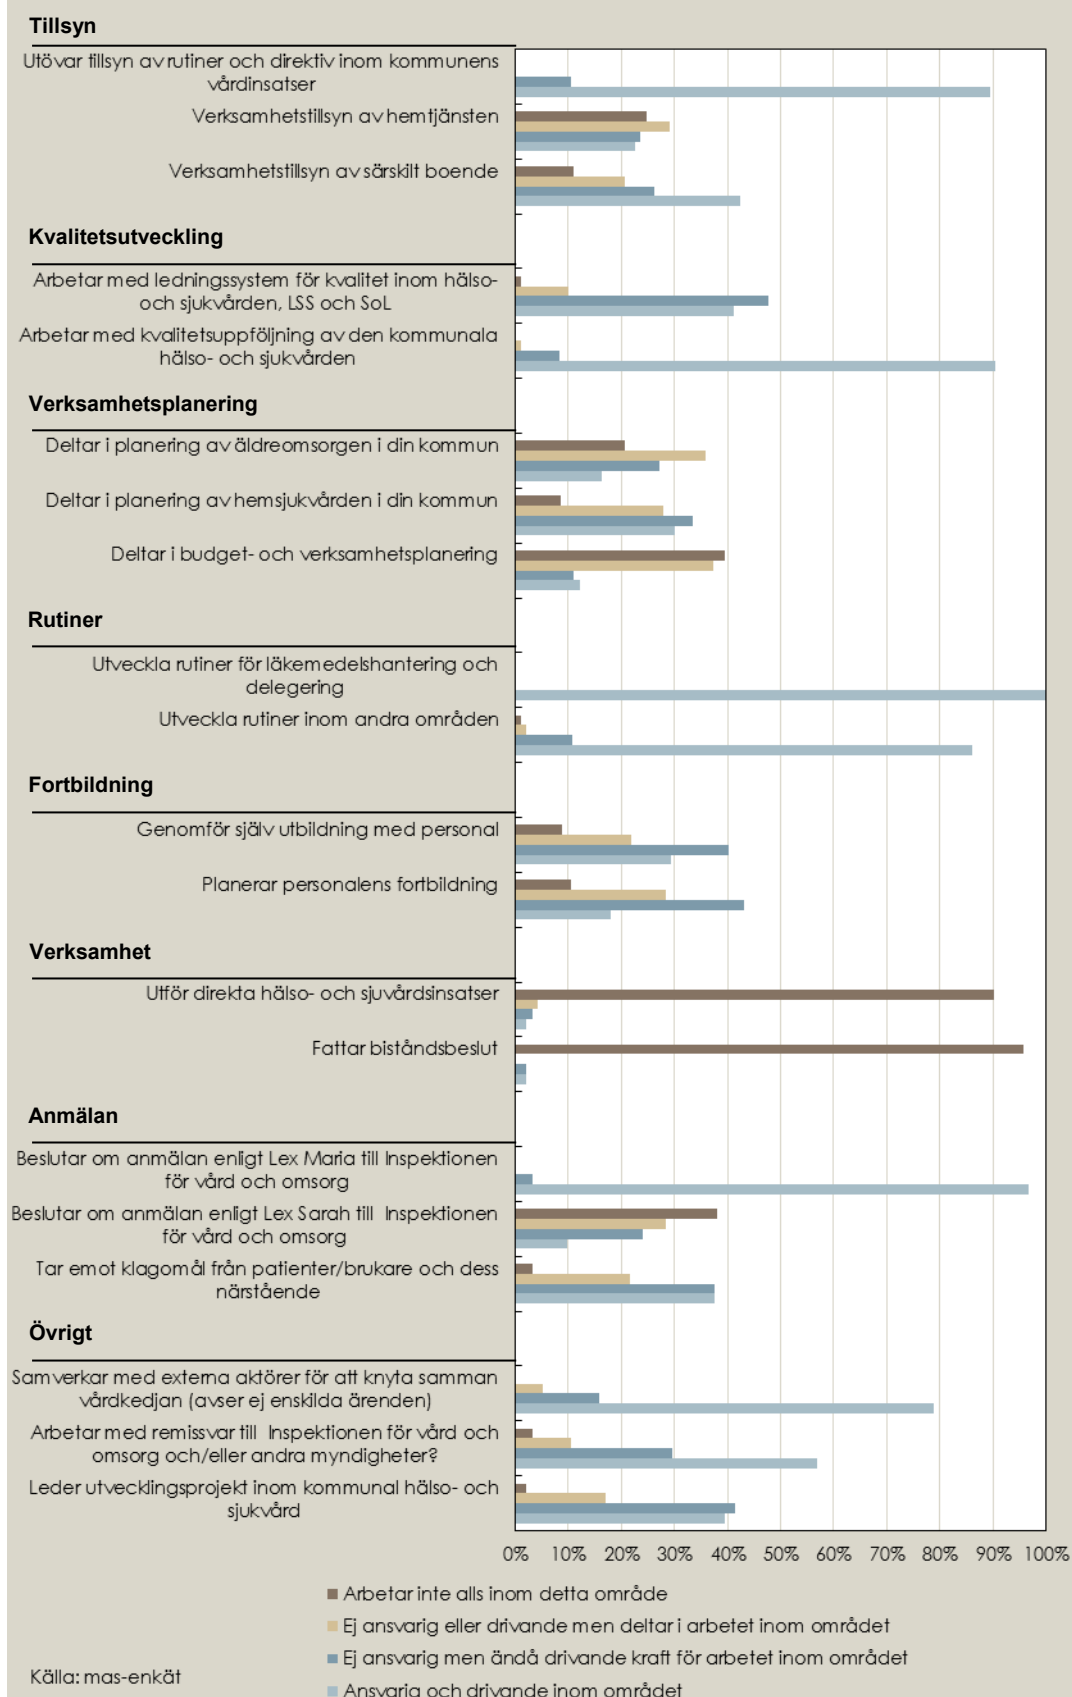 Tillsyn
Utövar tillsyn av rutiner och direktiv inom kommunens
vårdinsatser
Verksamhetstillsyn av hemtjänsten
Verksamhetstillsyn av särskilt boende
Kvalitetsutveckling
Arbetar med ledningssystem för kvalitet inom hälso-
och sjukvården, LSS och SoL
Arbetar med kvalitetsuppföljning av den kommunala
hälso- och sjukvården
Verksamhetsplanering
Deltar i planering av äldreomsorgen i din kommun
Deltar i planering av hemsjukvården i din kommun
Deltar i budget- och verksamhetsplanering
Rutiner
Utveckla rutiner för läkemedelshantering och
delegering
Utveckla rutiner inom andra områden
Fortbildning
Genomför själv utbildning med personal
Planerar personalens fortbildning
Verksamhet
Utför direkta hälso- och sjuvårdsinsatser
Fattar biståndsbeslut
Anmälan
Beslutar om anmälan enligt Lex Maria till Inspektionen
för vård och omsorg
Beslutar om anmälan enligt Lex Sarah till Inspektionen
för vård och omsorg
Tar emot klagomål från patienter/brukare och dess
närstående
Övrigt
Samverkar med externa aktörer för att knyta samman
vårdkedjan (avser ej enskilda ärenden)
Arbetar med remissvar till Inspektionen för vård och
omsorg och/eller andra myndigheter?
Leder utvecklingsprojekt inom kommunal hälso- och
sjukvård
0% 10% 20% 30% 40% 50% 60% 70% 80% 90% 100%
Arbetar inte alls inom detta område
Ej ansvarig eller drivande men deltar i arbetet inom området
Ej ansvarig men ändå drivande kraft för arbetet inom området
Ansvarig och drivande inom området
Källa: mas-enkät